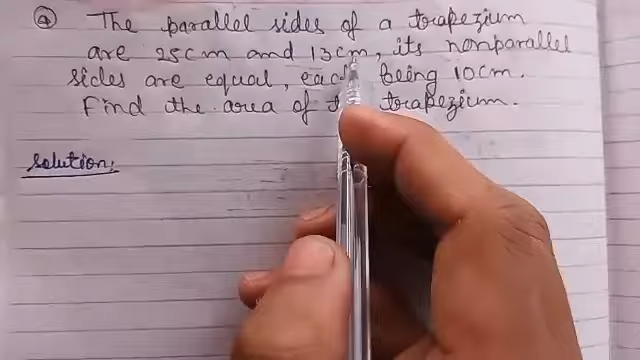 Q The parallel sides of a trapezium
are 25cm and 13cm, its nonparallel
sides are equal, each being 10cm.
Find the area of trapezium.
Solution: